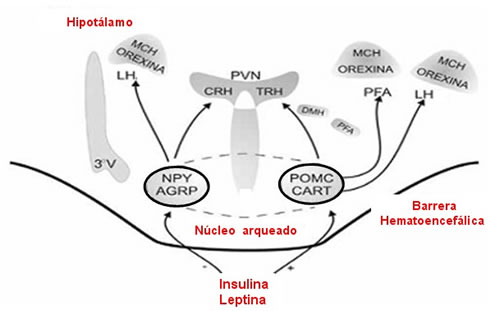 Hipotálamo
MCH
OREXINA
LH
PVN
CRH
TRH
MCH
OREXINA
PFA
MCH
OREXINA
LH
DMH
PFA
3°V
NPY
AGRP
POMC
CART
Núcleo arqueado
Barrera
Hematoencefálica
-
+
Insulina
Leptina